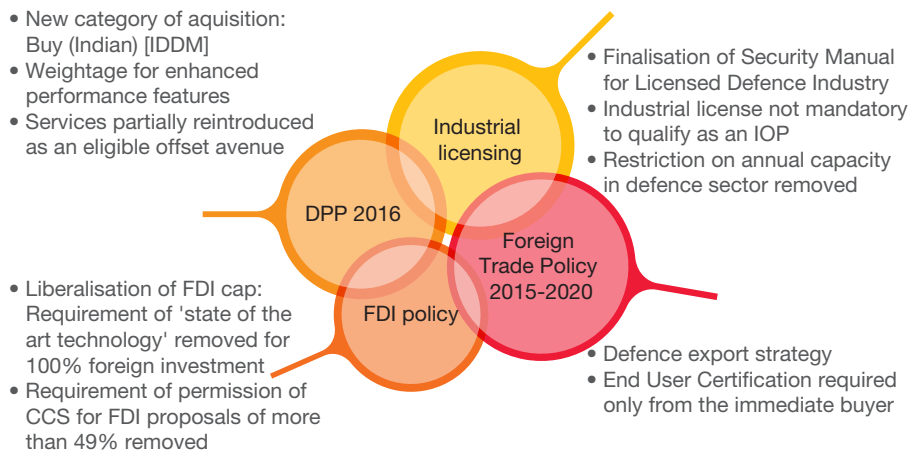 • New category of aquisition:
Buy (Indian) [IDDM]
• Weightage for enhanced
performance features
• Services partially reintroduced
as an eligible offset avenue
• Finalisation of Security Manual
for Licensed Defence Industry
• Industrial license not mandatory
to qualify as an IOP
• Restriction on annual capacity
in defence sector removed
Industrial
licensing
DPP 2016
Foreign
Trade Policy
2015-2020
FDI policy
• Liberalisation of FDI cap:
Requirement of 'state of the
art technology' removed for
100% foreign investment
• Requirement of permission of
CCS for FDI proposals of more
than 49% removed
• Defence export strategy
• End User Certification required
only from the immediate buyer